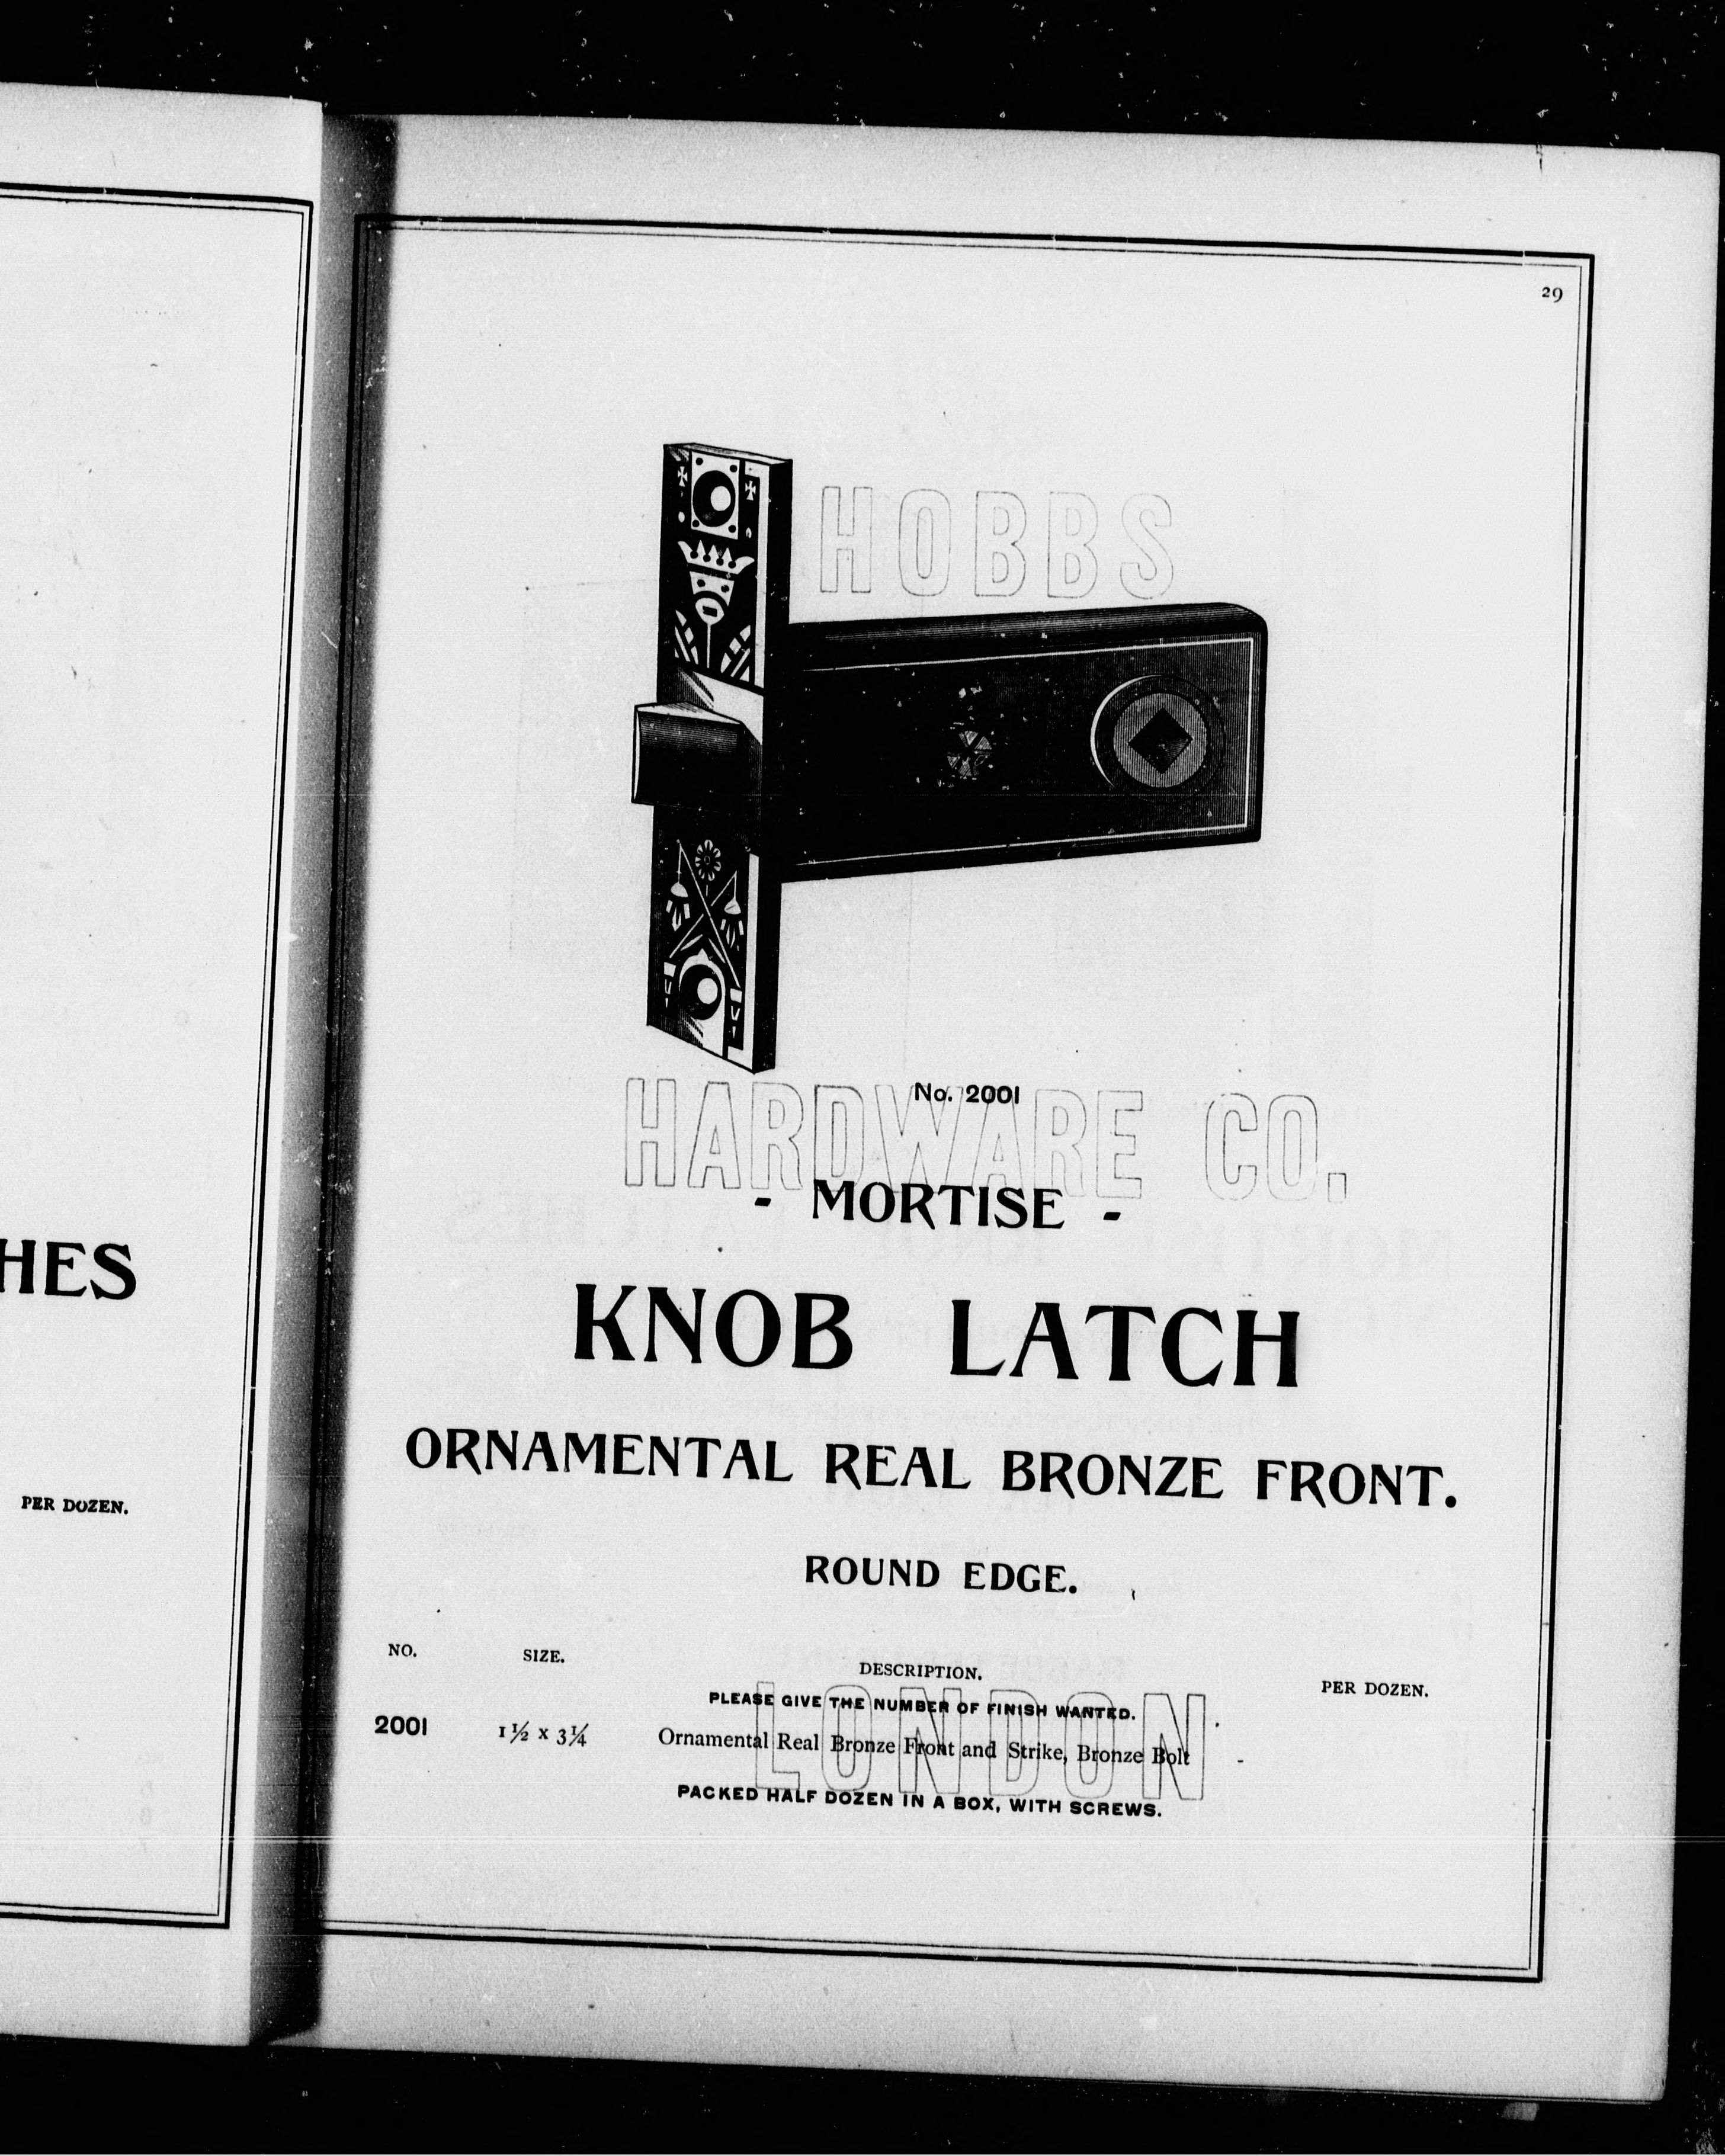 HES
PER DOZEN.
29
HOBBS
No. 2001
HARDWARE CO.
- MORTISE -
KNOB LATCH
ORNAMENTAL REAL BRONZE FRONT.
ROUND EDGE.
NO. SIZE. DESCRIPTION. PER DOZEN.
PLEASE GIVE THE NUMBER OF FINISH WANTED.
2001 1½ x 3¼ Ornamental Real Bronze Front and Strike, Bronze Bolt -
LONDON
PACKED HALF DOZEN IN A BOX, WITH SCREWS.